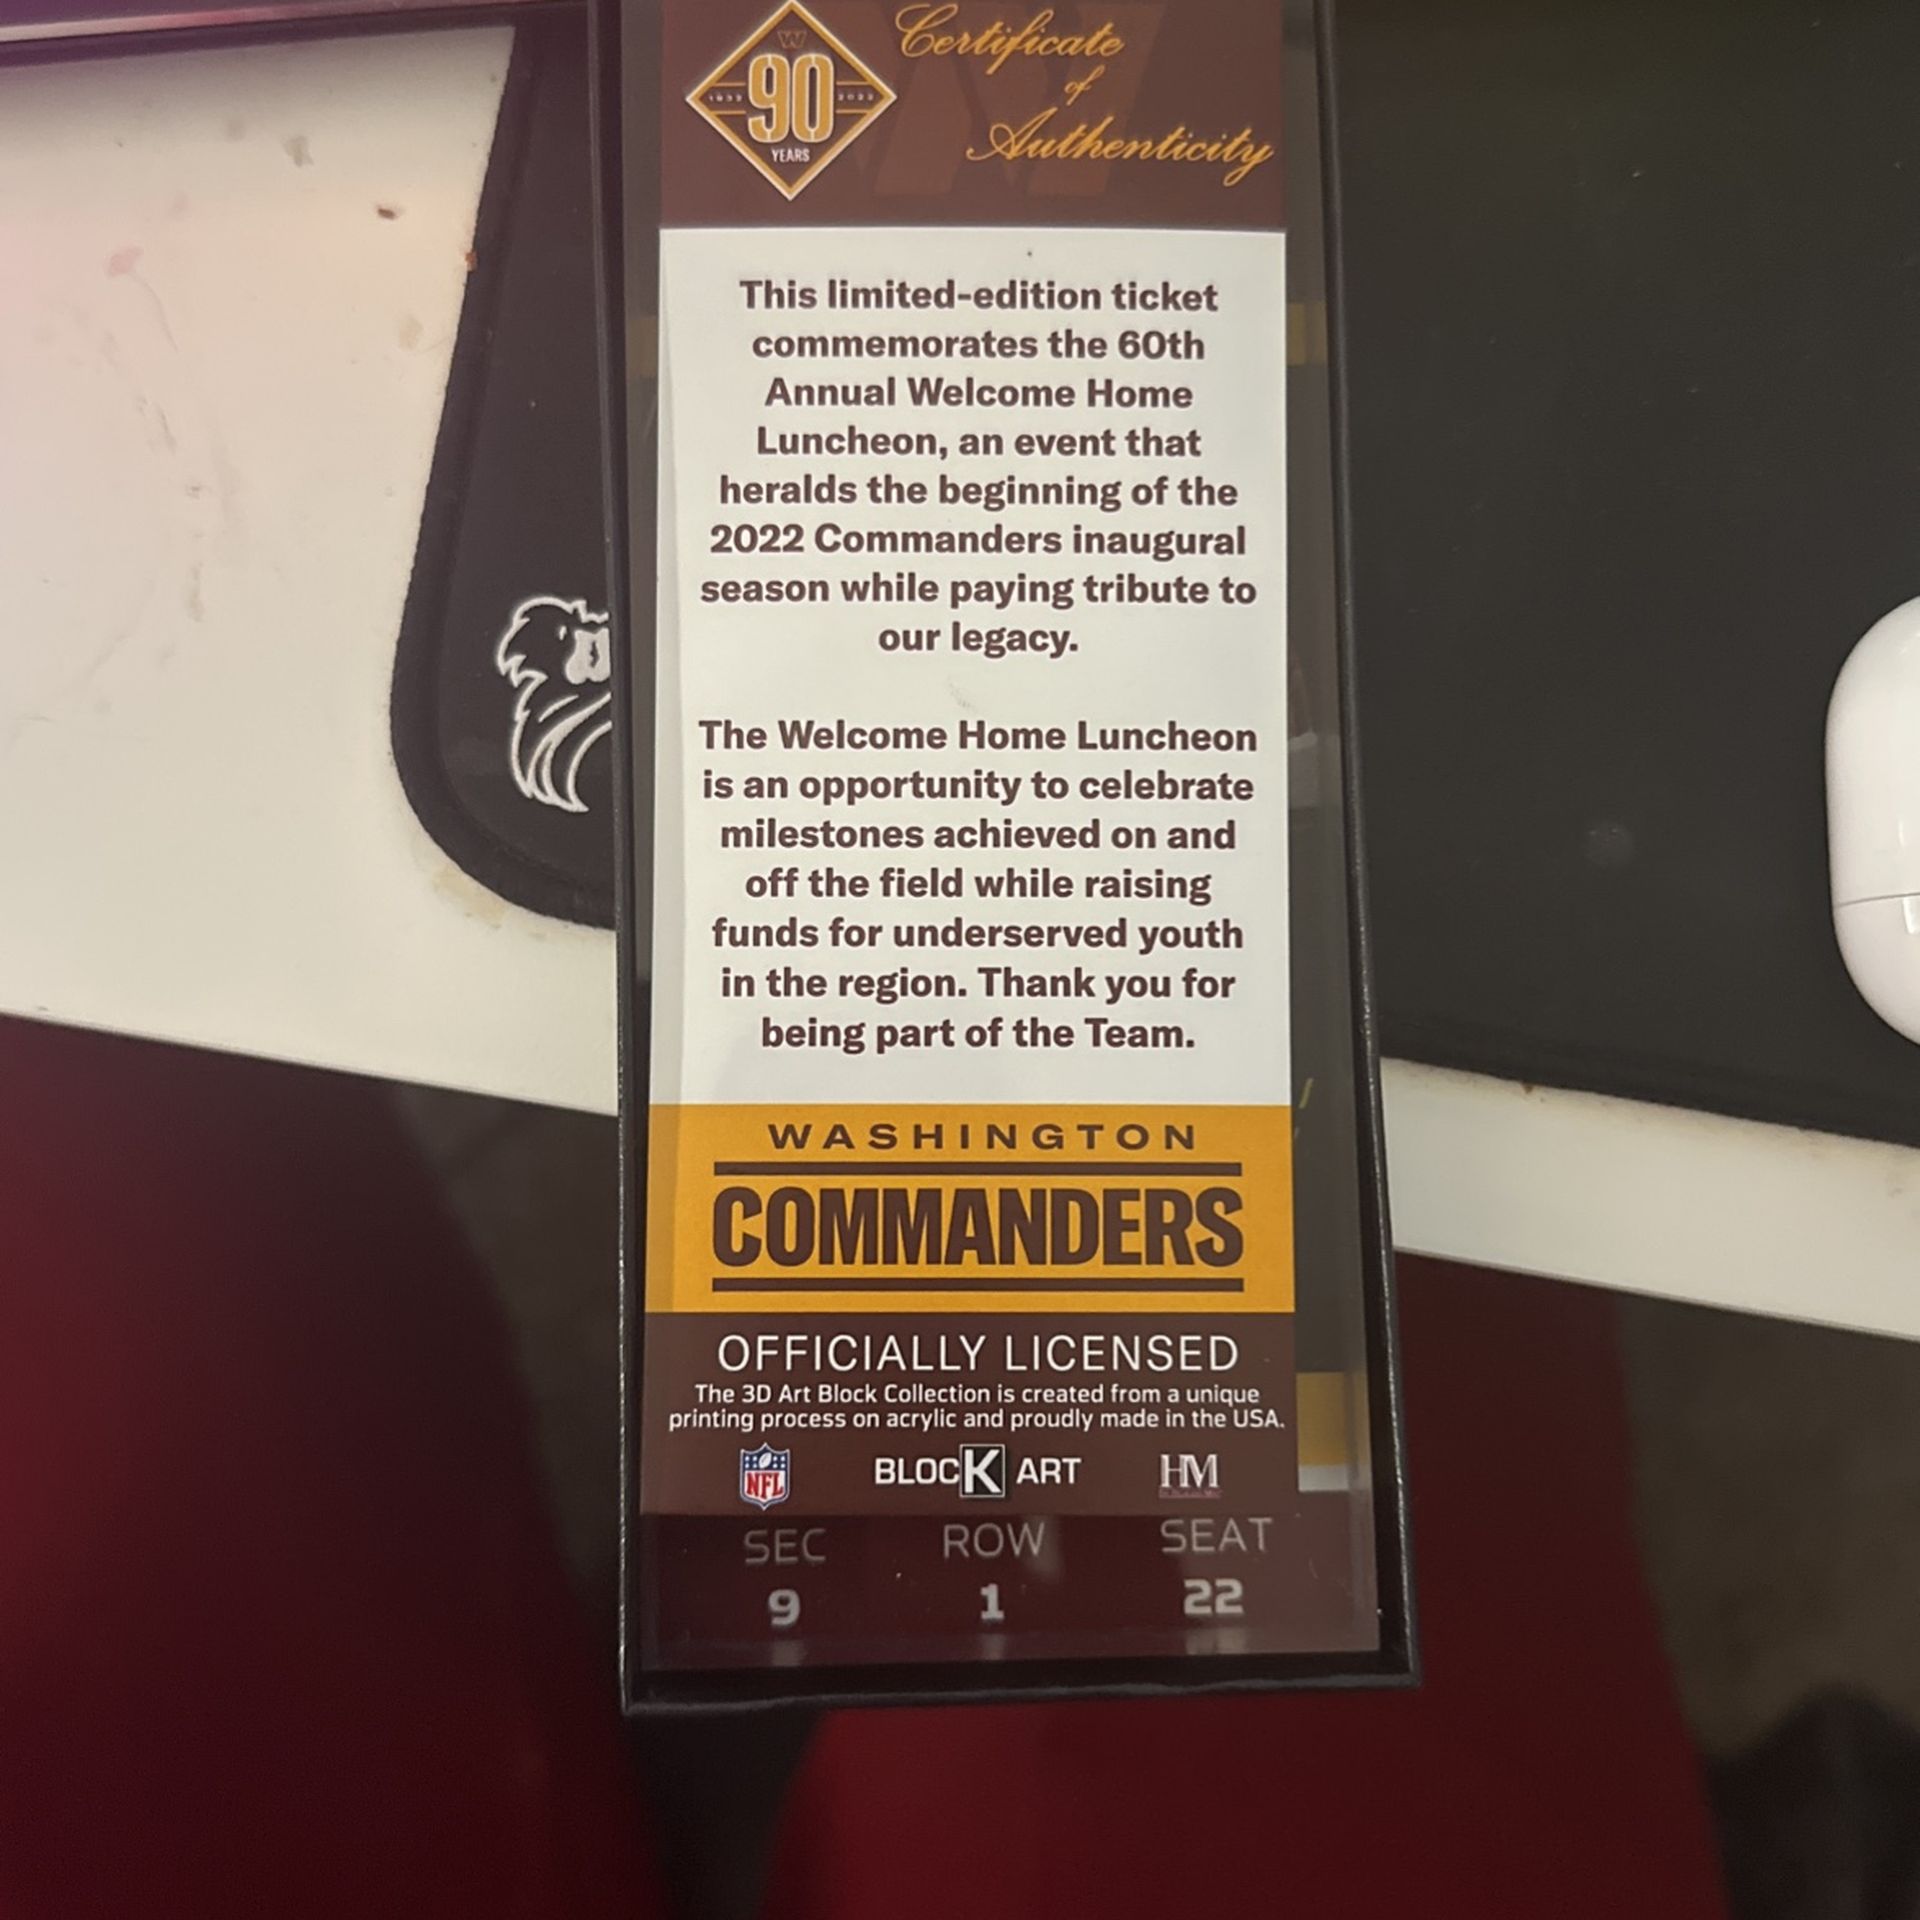 W
90
1932 2022
YEARS
Certificate
of
Authenticity
This limited-edition ticket
commemorates the 60th
Annual Welcome Home
Luncheon, an event that
heralds the beginning of the
2022 Commanders inaugural
season while paying tribute to
our legacy.
The Welcome Home Luncheon
is an opportunity to celebrate
milestones achieved on and
off the field while raising
funds for underserved youth
in the region. Thank you for
being part of the Team.
WASHINGTON
COMMANDERS
OFFICIALLY LICENSED
The 3D Art Block Collection is created from a unique
printing process on acrylic and proudly made in the USA.
NFL BLOCK ART HM
SEC ROW SEAT
9 1 22